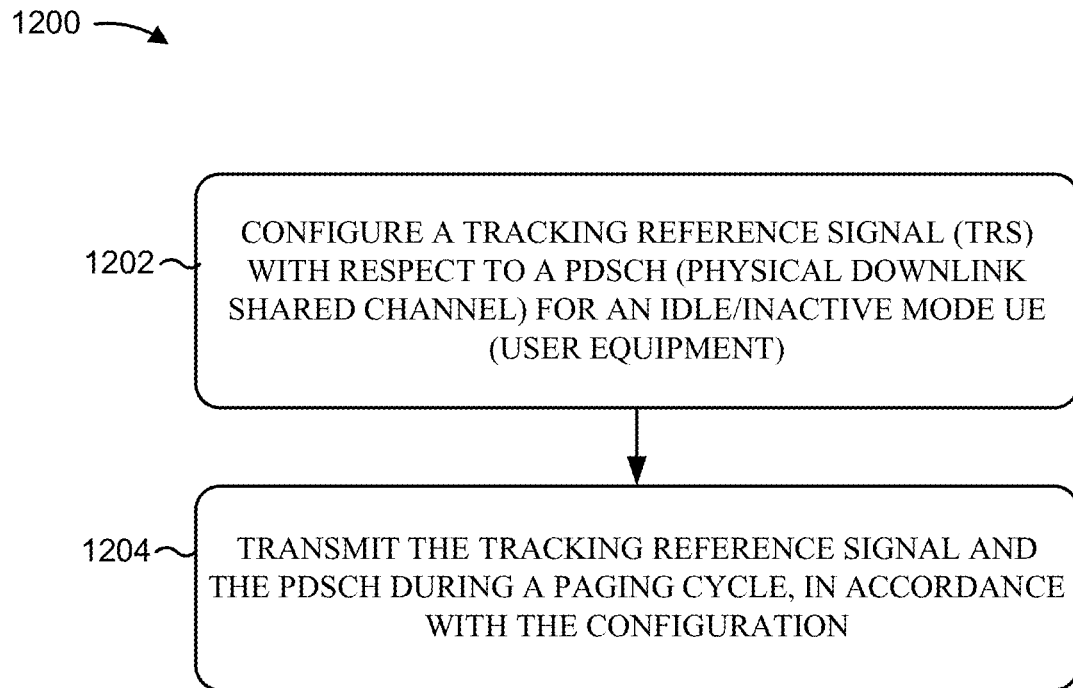 1200
1202
CONFIGURE A TRACKING REFERENCE SIGNAL (TRS)
WITH RESPECT TO A PDSCH (PHYSICAL DOWNLINK
SHARED CHANNEL) FOR AN IDLE/INACTIVE MODE UE
(USER EQUIPMENT)
1204
TRANSMIT THE TRACKING REFERENCE SIGNAL AND
THE PDSCH DURING A PAGING CYCLE, IN ACCORDANCE
WITH THE CONFIGURATION